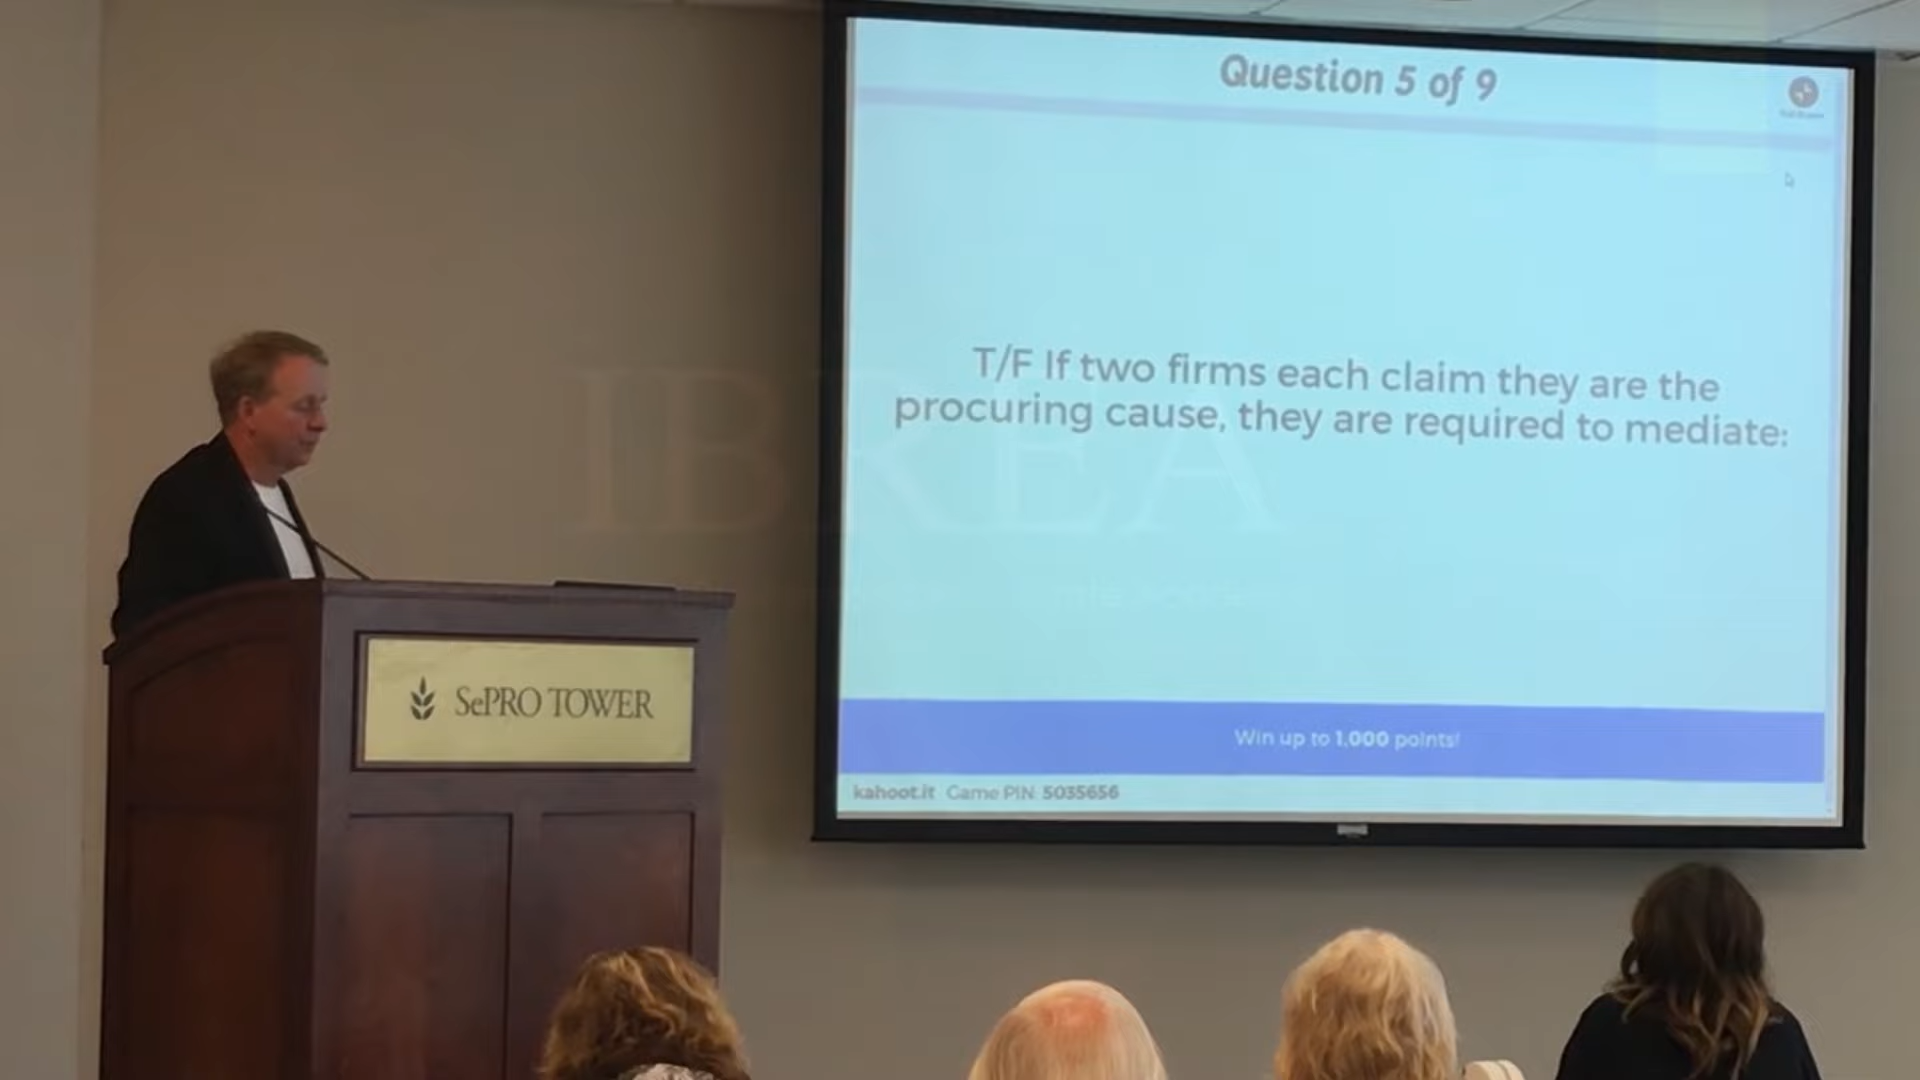 Question 5 of 9
T/F If two firms each claim they are the
procuring cause, they are required to mediate:
IBREA
Win up to 1,000 points!
kahoot.it Game PIN: 5035656
SePRO TOWER